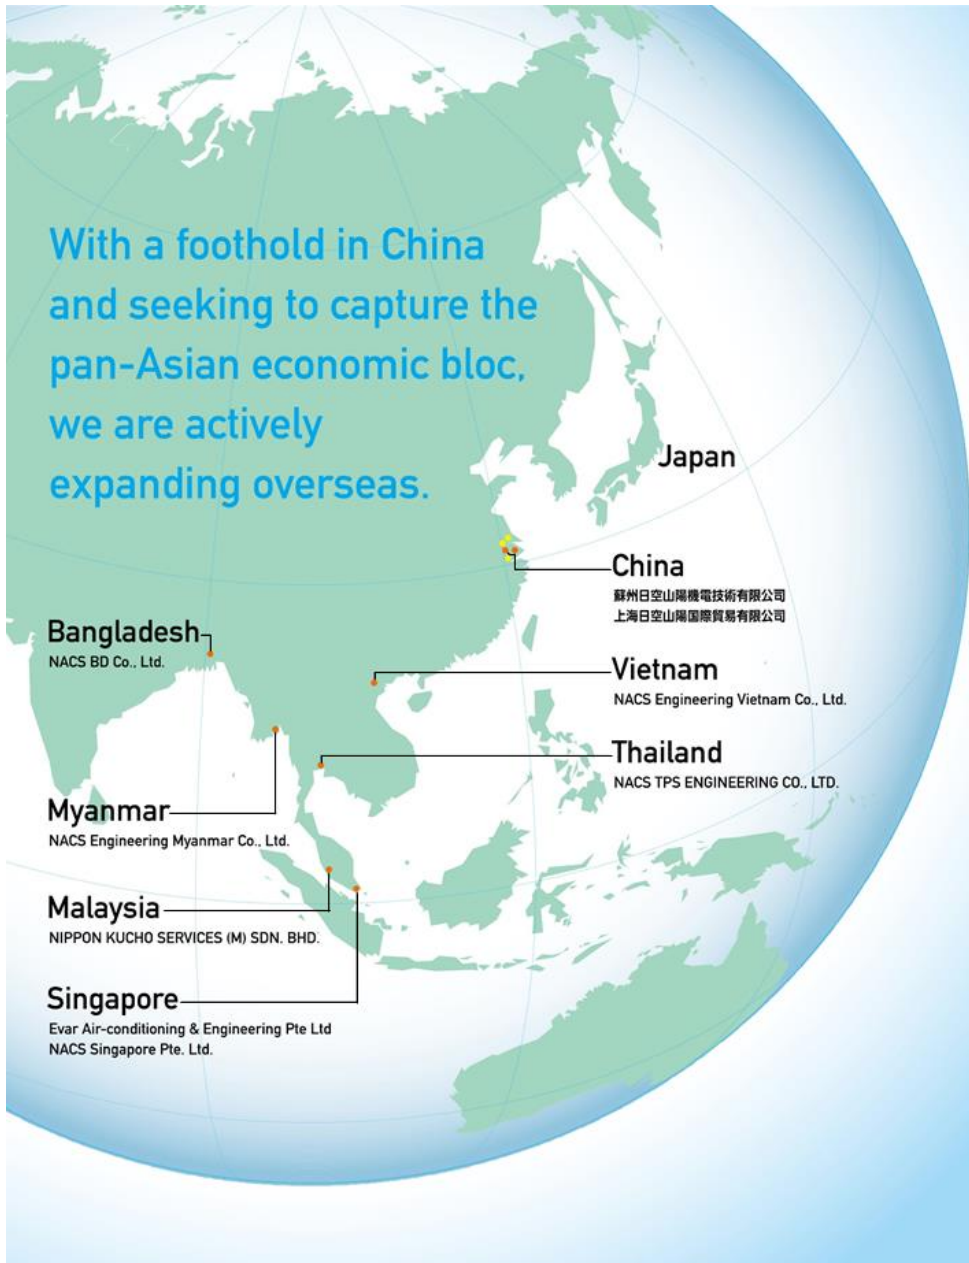 With a foothold in China
and seeking to capture the
pan-Asian economic bloc,
we are actively
expanding overseas.
Japan
China
蘇州日空山陽機電技術有限公司
上海日空山陽国際貿易有限公司
Bangladesh
NACS BD Co., Ltd.
Vietnam
NACS Engineering Vietnam Co., Ltd.
Thailand
NACS TPS ENGINEERING CO., LTD.
Myanmar
NACS Engineering Myanmar Co., Ltd.
Malaysia
NIPPON KUCHO SERVICES (M) SDN. BHD.
Singapore
Evar Air-conditioning & Engineering Pte Ltd
NACS Singapore Pte. Ltd.